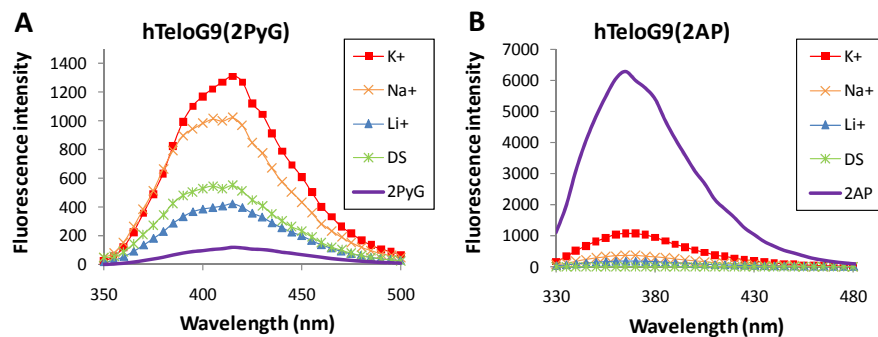 A
hTeloG9(2PyG)
Fluorescence intensity
1400
1200
1000
800
600
400
200
0
350
400
450
500
Wavelength (nm)
K+
Na+
Li+
DS
2PyG
B
hTeloG9(2AP)
Fluorescence intensity
7000
6000
5000
4000
3000
2000
1000
0
330
380
430
480
Wavelength (nm)
K+
Na+
Li+
DS
2AP